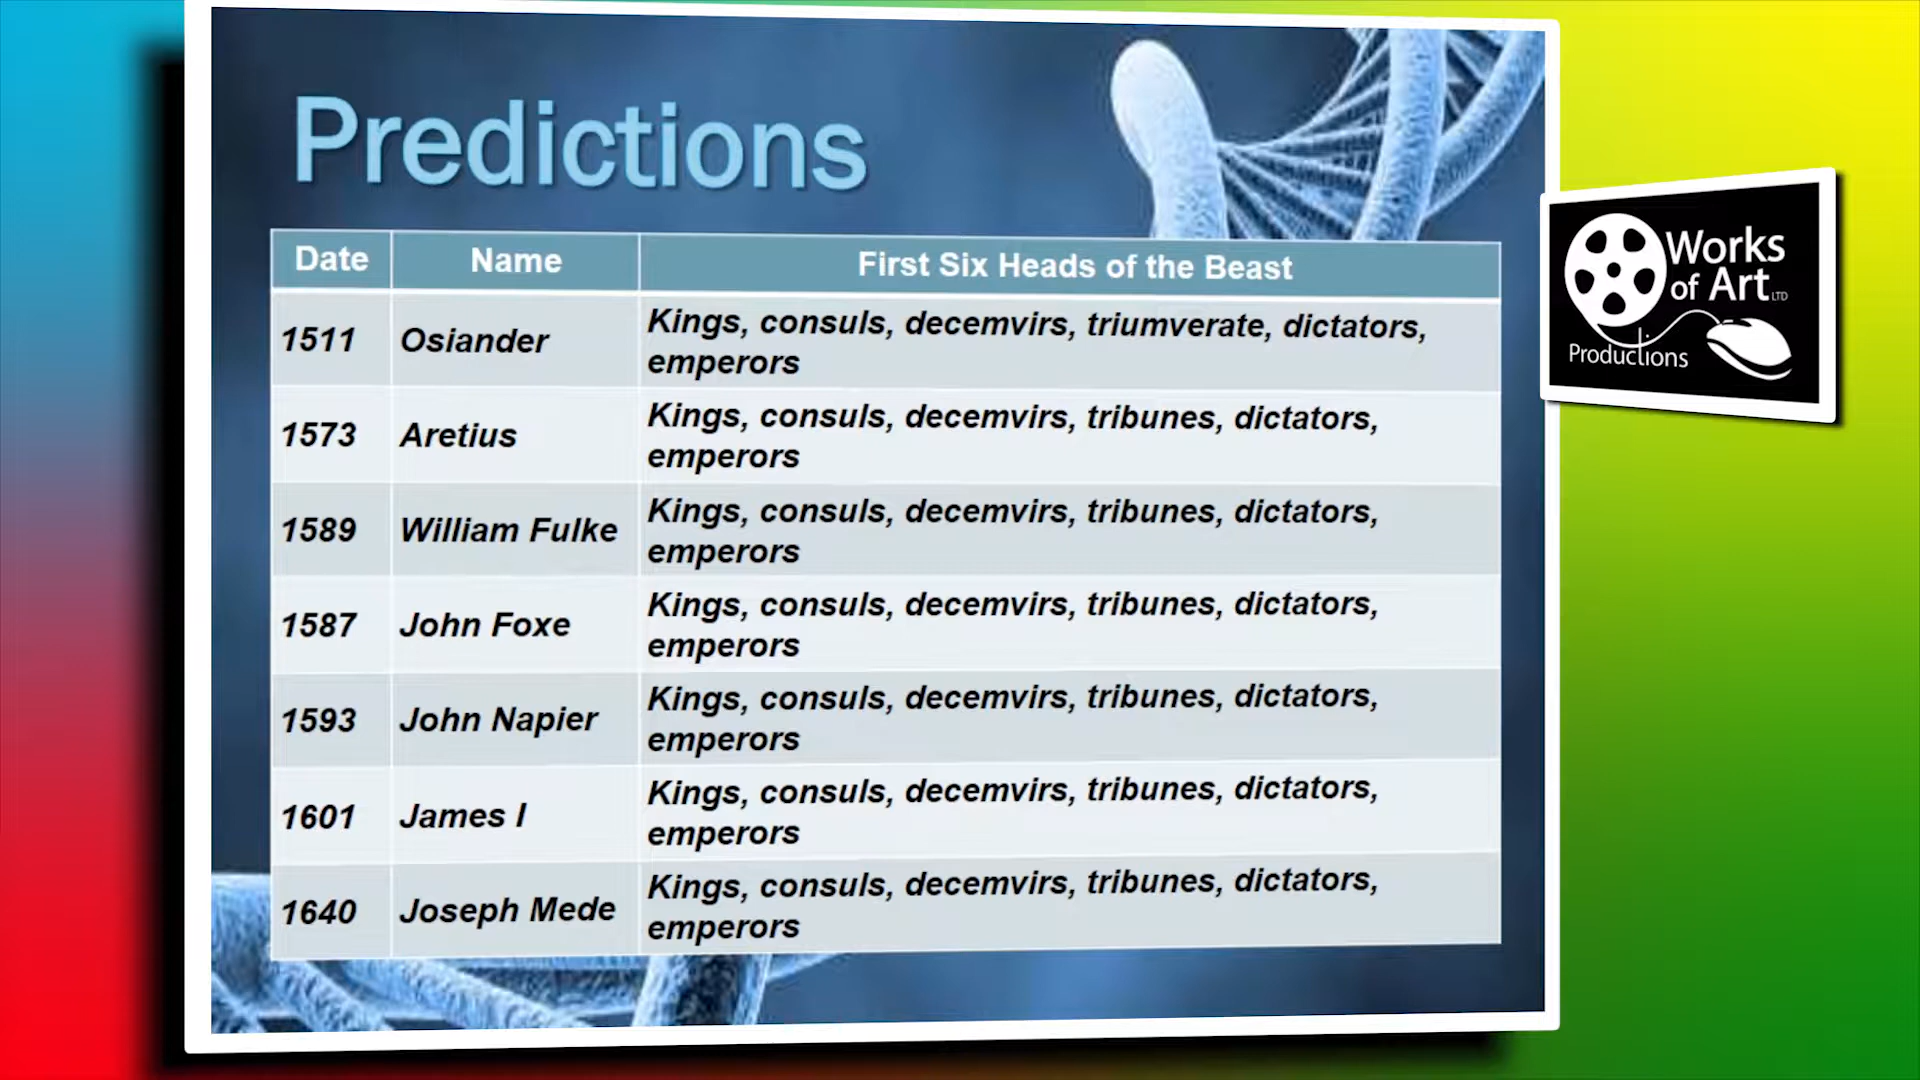 Predictions
Date Name First Six Heads of the Beast
1511 Osiander Kings, consuls, decemvirs, triumverate, dictators,
emperors
1573 Aretius Kings, consuls, decemvirs, tribunes, dictators,
emperors
1589 William Fulke Kings, consuls, decemvirs, tribunes, dictators,
emperors
1587 John Foxe Kings, consuls, decemvirs, tribunes, dictators,
emperors
1593 John Napier Kings, consuls, decemvirs, tribunes, dictators,
emperors
1601 James I Kings, consuls, decemvirs, tribunes, dictators,
emperors
1640 Joseph Mede Kings, consuls, decemvirs, tribunes, dictators,
emperors
Works
of Art LTD
Productions